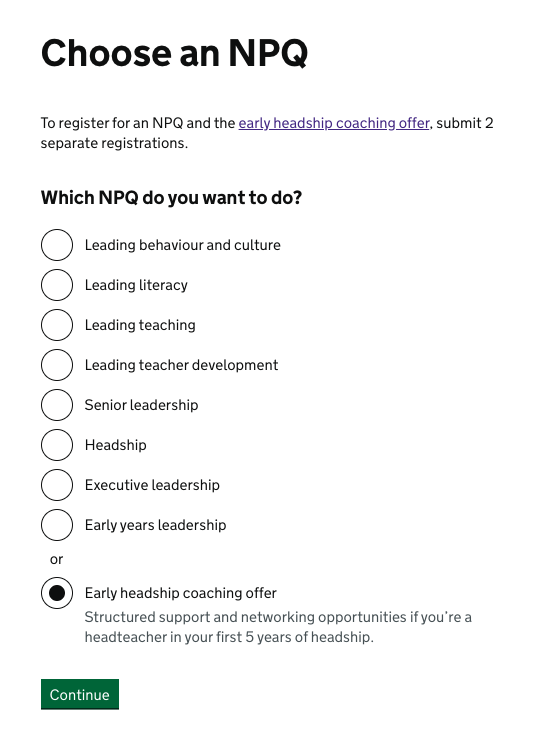 Choose an NPQ
To register for an NPQ and the early headship coaching offer, submit 2
separate registrations.
Which NPQ do you want to do?
Leading behaviour and culture
Leading literacy
Leading teaching
Leading teacher development
Senior leadership
Headship
Executive leadership
Early years leadership
or
Early headship coaching offer
Structured support and networking opportunities if you're a
headteacher in your first 5 years of headship.
Continue